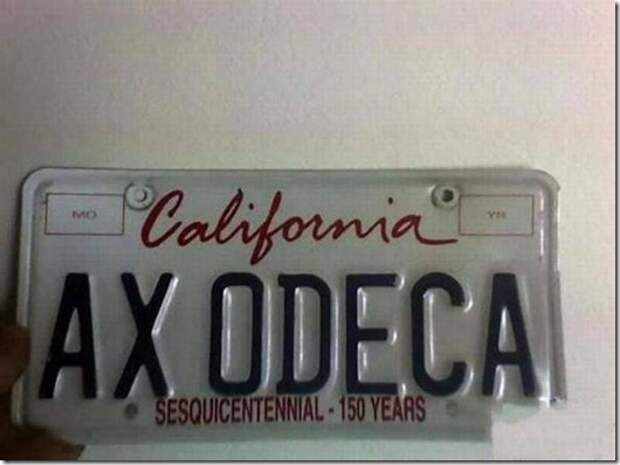 MO California YR
AX ODECA
SESQUICENTENNIAL - 150 YEARS